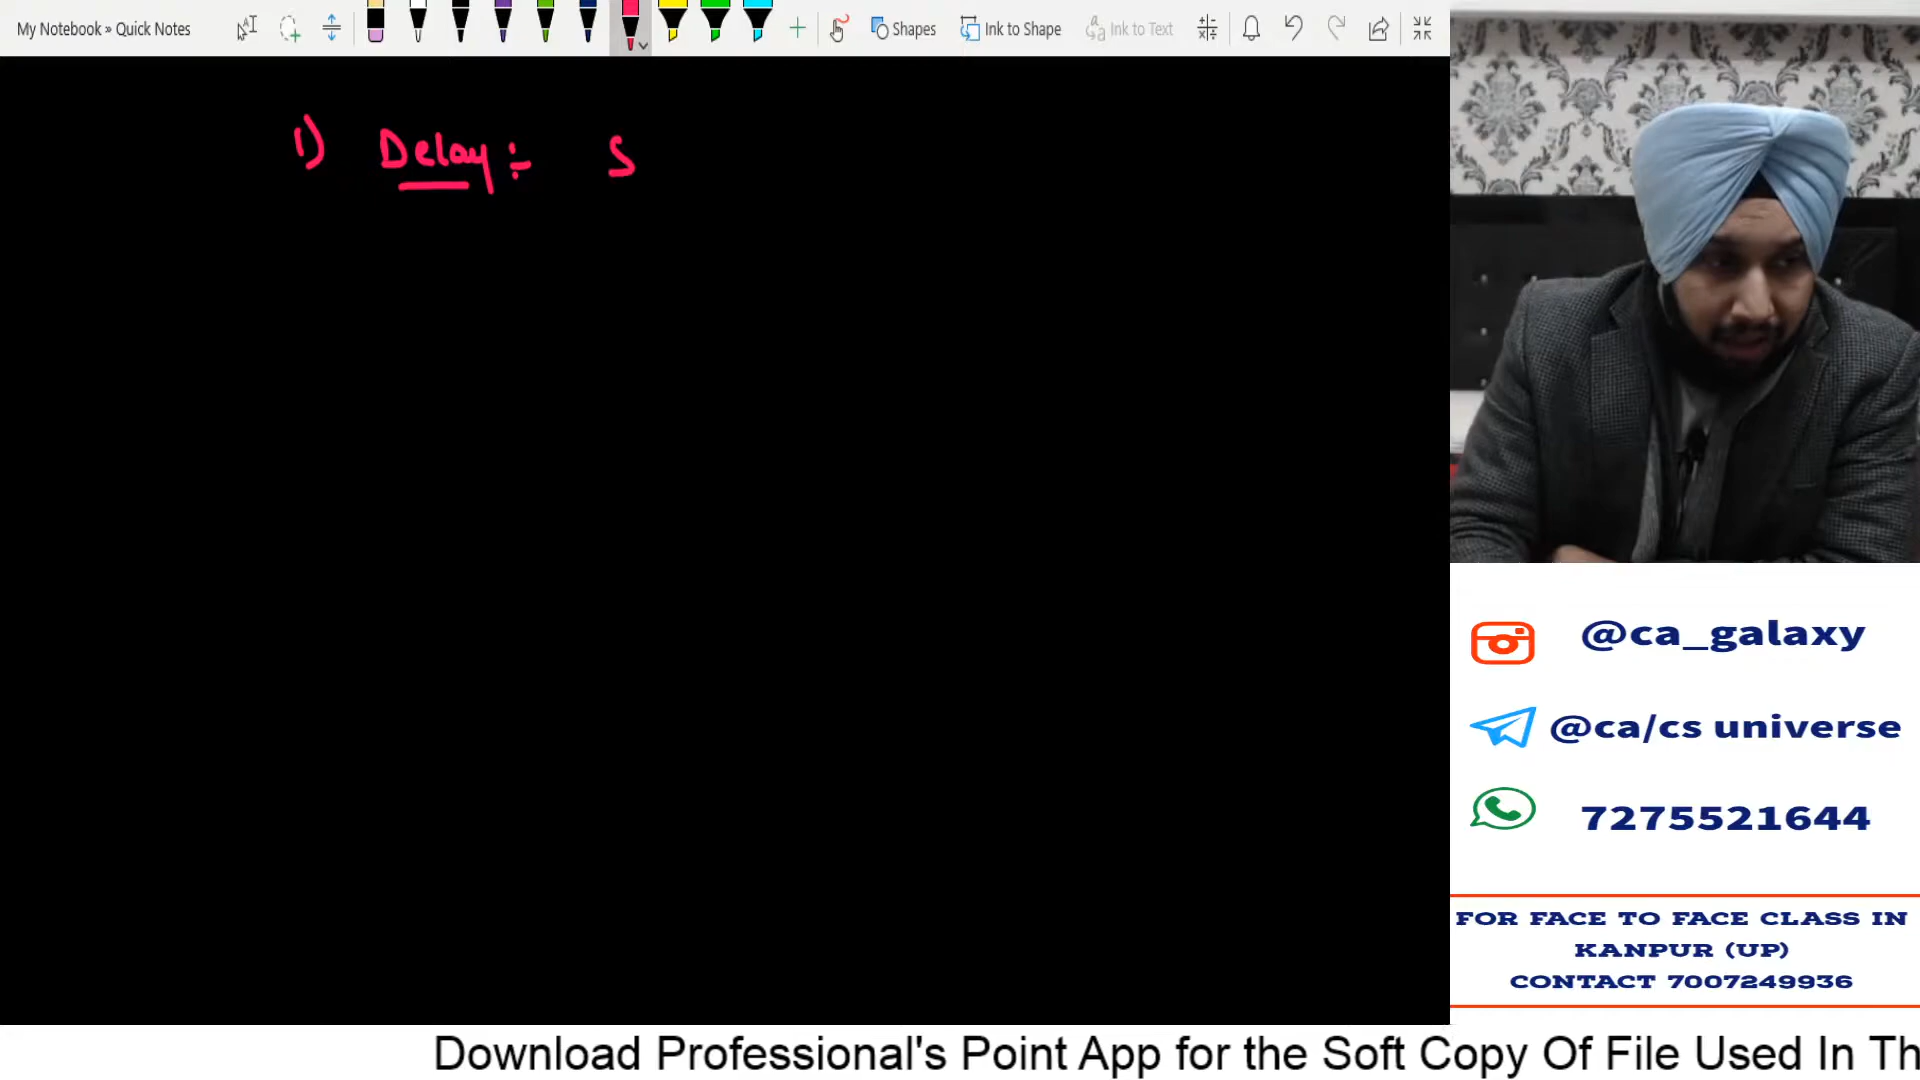 My Notebook » Quick Notes
Shapes
Ink to Shape
Ink to Text
1) Delay :- S
@ca_galaxy
@ca/cs universe
7275521644
FOR FACE TO FACE CLASS IN
KANPUR (UP)
CONTACT 7007249936
Download Professional's Point App for the Soft Copy Of File Used In Th